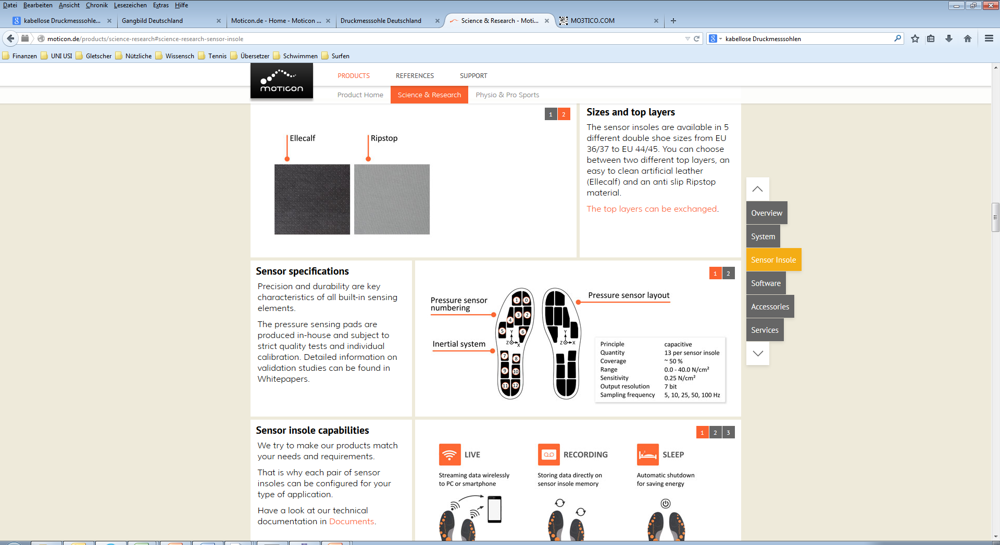 Datei Bearbeiten Ansicht Chronik Lesezeichen Extras Hilfe
kabellose Druckmesssohle... Gangbild Deutschland Moticon.de - Home - Moticon ... Druckmesssohle Deutschland Science & Research - Moti... MO3TICO.COM
moticon.de/products/science-research#science-research-sensor-insole
kabellose Druckmesssohlen
Finanzen UNI USI Gletscher Nützliche Wissensch Tennis Übersetzer Schwimmen Surfen
moticon
PRODUCTS REFERENCES SUPPORT
Product Home Science & Research Physio & Pro Sports
1 2
Ellecalf Ripstop
Sizes and top layers
The sensor insoles are available in 5
different double shoe sizes from EU
36/37 to EU 44/45. You can choose
between two different top layers, an
easy to clean artificial leather
(Ellecalf) and an anti slip Ripstop
material.
The top layers can be exchanged.
Overview
System
Sensor Insole
Software
Accessories
Services
Sensor specifications
Precision and durability are key
characteristics of all built-in sensing
elements.
The pressure sensing pads are
produced in-house and subject to
strict quality tests and individual
calibration. Detailed information on
validation studies can be found in
Whitepapers.
1 2
Pressure sensor
numbering
Inertial system
1 0
3 2
4
5 6
Y
Z X
7 8
9 10
11 12
Pressure sensor layout
Y
Z X
Principle capacitive
Quantity 13 per sensor insole
Coverage ~ 50 %
Range 0.0 - 40.0 N/cm²
Sensitivity 0.25 N/cm²
Output resolution 7 bit
Sampling frequency 5, 10, 25, 50, 100 Hz
Sensor insole capabilities
We try to make our products match
your needs and requirements.
That is why each pair of sensor
insoles can be configured for your
type of application.
Have a look at our technical
documentation in Documents.
1 2 3
LIVE
Streaming data wirelessly
to PC or smartphone
RECORDING
Storing data directly on
sensor insole memory
SLEEP
Automatic shutdown
for saving energy